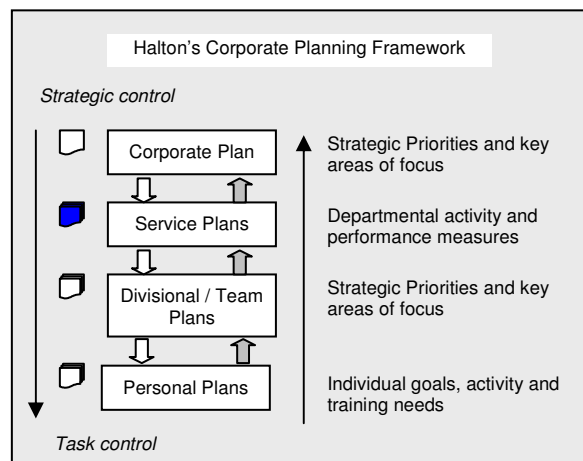 Halton's Corporate Planning Framework
Strategic control
Corporate Plan
Strategic Priorities and key
areas of focus
Service Plans
Departmental activity and
performance measures
Divisional / Team
Plans
Strategic Priorities and key
areas of focus
Personal Plans
Individual goals, activity and
training needs
Task control